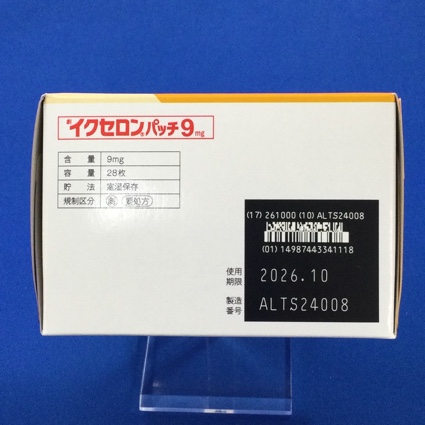 劇 イクセロン®パッチ9mg
含量 9mg
容量 28枚
貯法 室温保存
規制区分 劇 要処方
(17) 261000 (10) ALTS24008
(01) 14987443341118
使用期限 2026.10
製造番号 ALTS24008